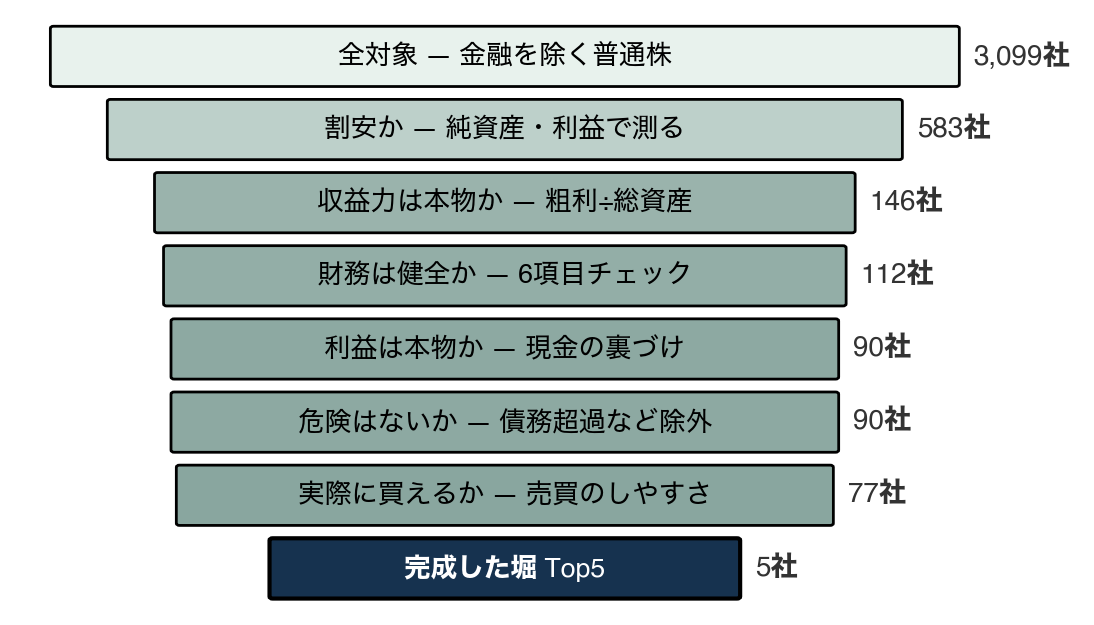 全対象 — 金融を除く普通株 3,099社
割安か — 純資産・利益で測る 583社
収益力は本物か — 粗利÷総資産 146社
財務は健全か — 6項目チェック 112社
利益は本物か — 現金の裏づけ 90社
危険はないか — 債務超過など除外 90社
実際に買えるか — 売買のしやすさ 77社
完成した堀 Top5 5社